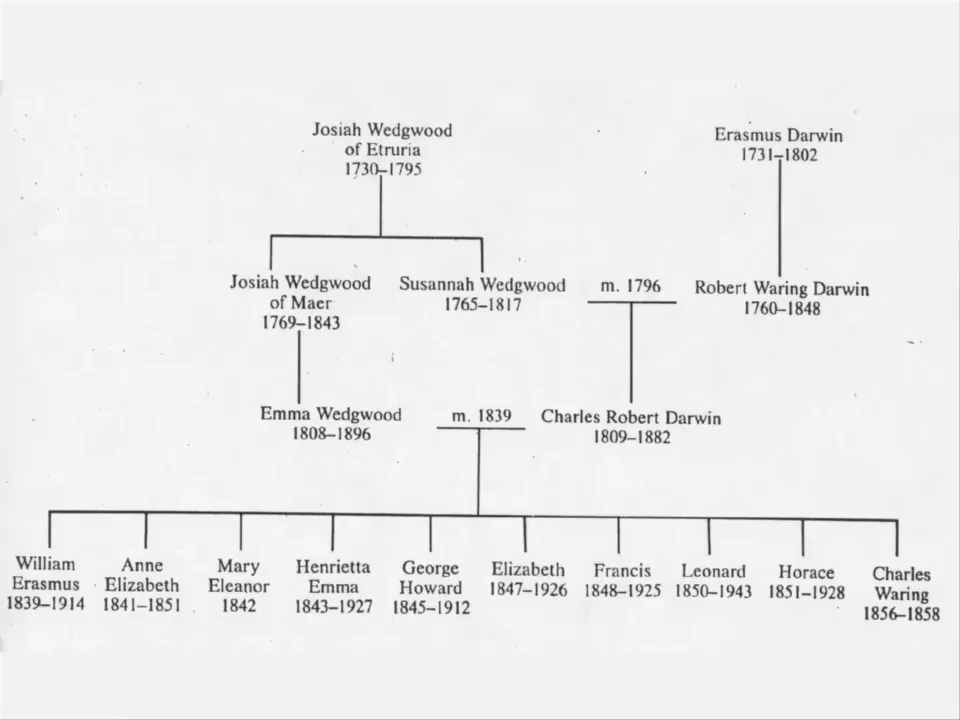 Josiah Wedgwood
of Etruria
1730–1795
Erasmus Darwin
1731–1802
Josiah Wedgwood
of Maer
1769–1843
Susannah Wedgwood
1765–1817
m. 1796
Robert Waring Darwin
1760–1848
Emma Wedgwood
1808–1896
m. 1839
Charles Robert Darwin
1809–1882
William
Erasmus
1839–1914
Anne
Elizabeth
1841–1851
Mary
Eleanor
1842
Henrietta
Emma
1843–1927
George
Howard
1845–1912
Elizabeth
1847–1926
Francis
1848–1925
Leonard
1850–1943
Horace
1851–1928
Charles
Waring
1856–1858